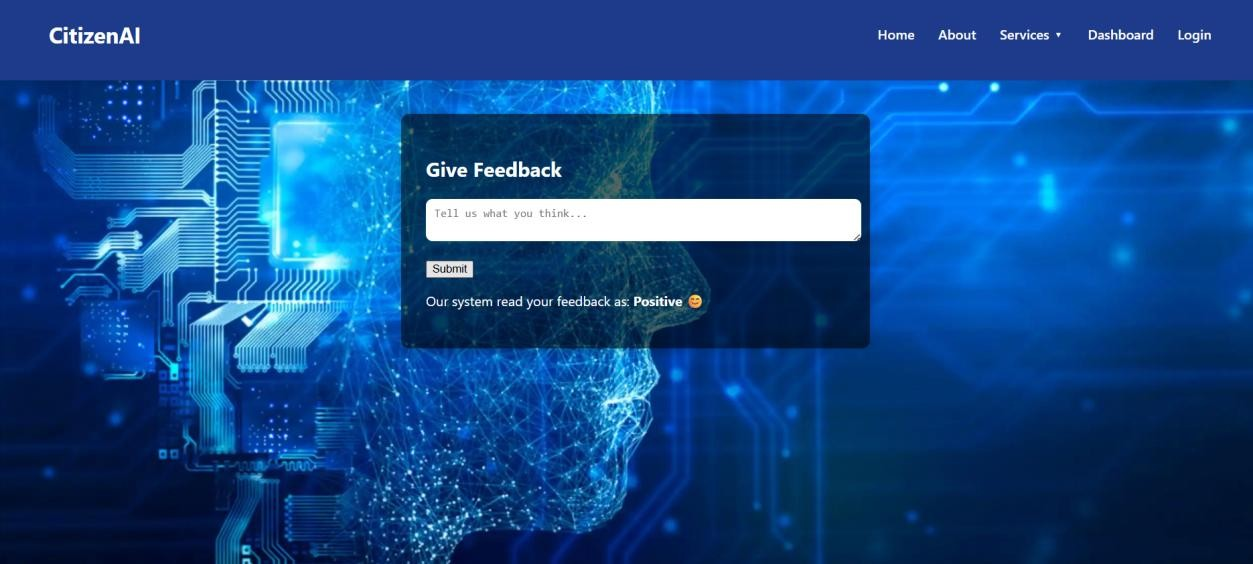 CitizenAI
Home About Services ▼ Dashboard Login
Give Feedback
Tell us what you think...
Submit
Our system read your feedback as: Positive 😊